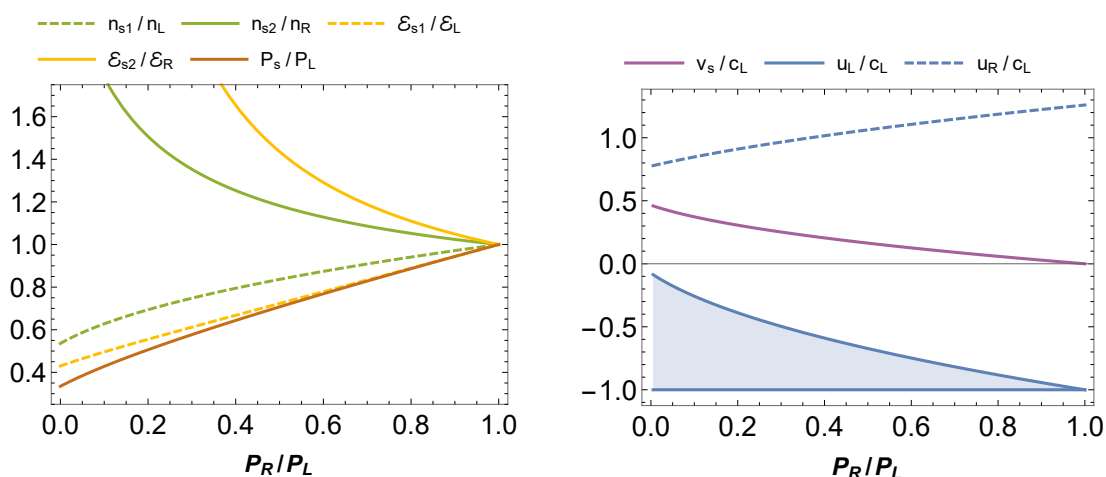 n_s1 / n_L n_s2 / n_R ℰ_s1 / ℰ_L
ℰ_s2 / ℰ_R P_s / P_L
1.6
1.4
1.2
1.0
0.8
0.6
0.4
0.0 0.2 0.4 0.6 0.8 1.0
P_R / P_L
v_s / c_L u_L / c_L u_R / c_L
1.0
0.5
0.0
−0.5
−1.0
0.0 0.2 0.4 0.6 0.8 1.0
P_R / P_L